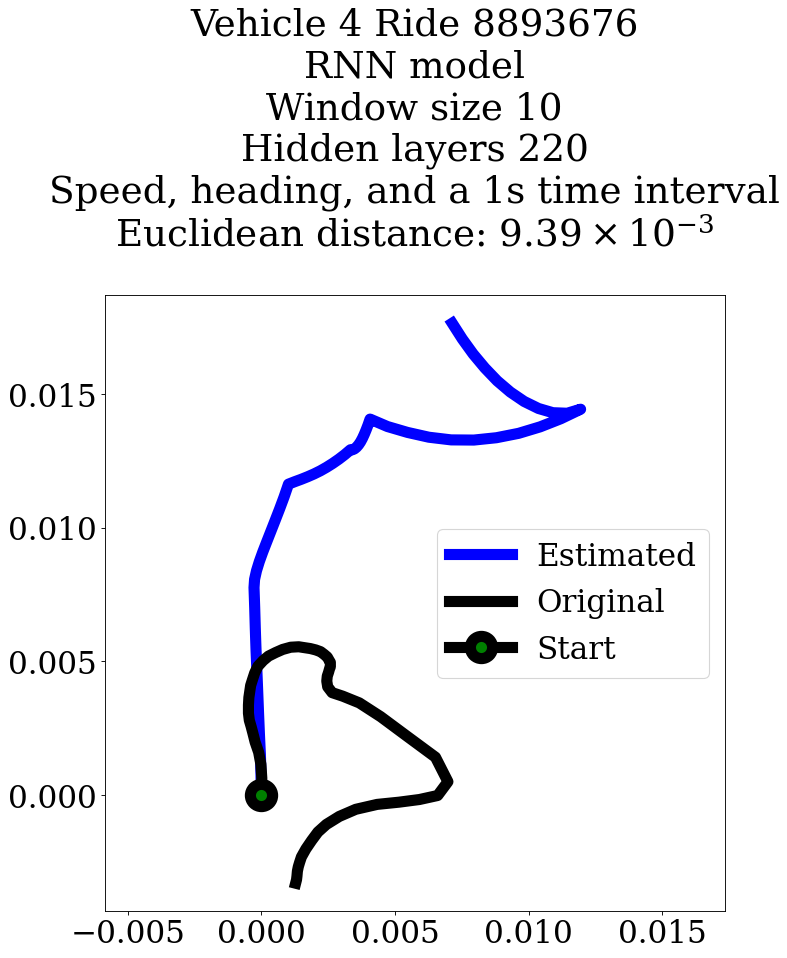 Vehicle 4 Ride 8893676
RNN model
Window size 10
Hidden layers 220
Speed, heading, and a 1s time interval
Euclidean distance: 9.39 × 10⁻³
0.015
0.010
0.005
0.000
Estimated
Original
Start
−0.005 0.000 0.005 0.010 0.015